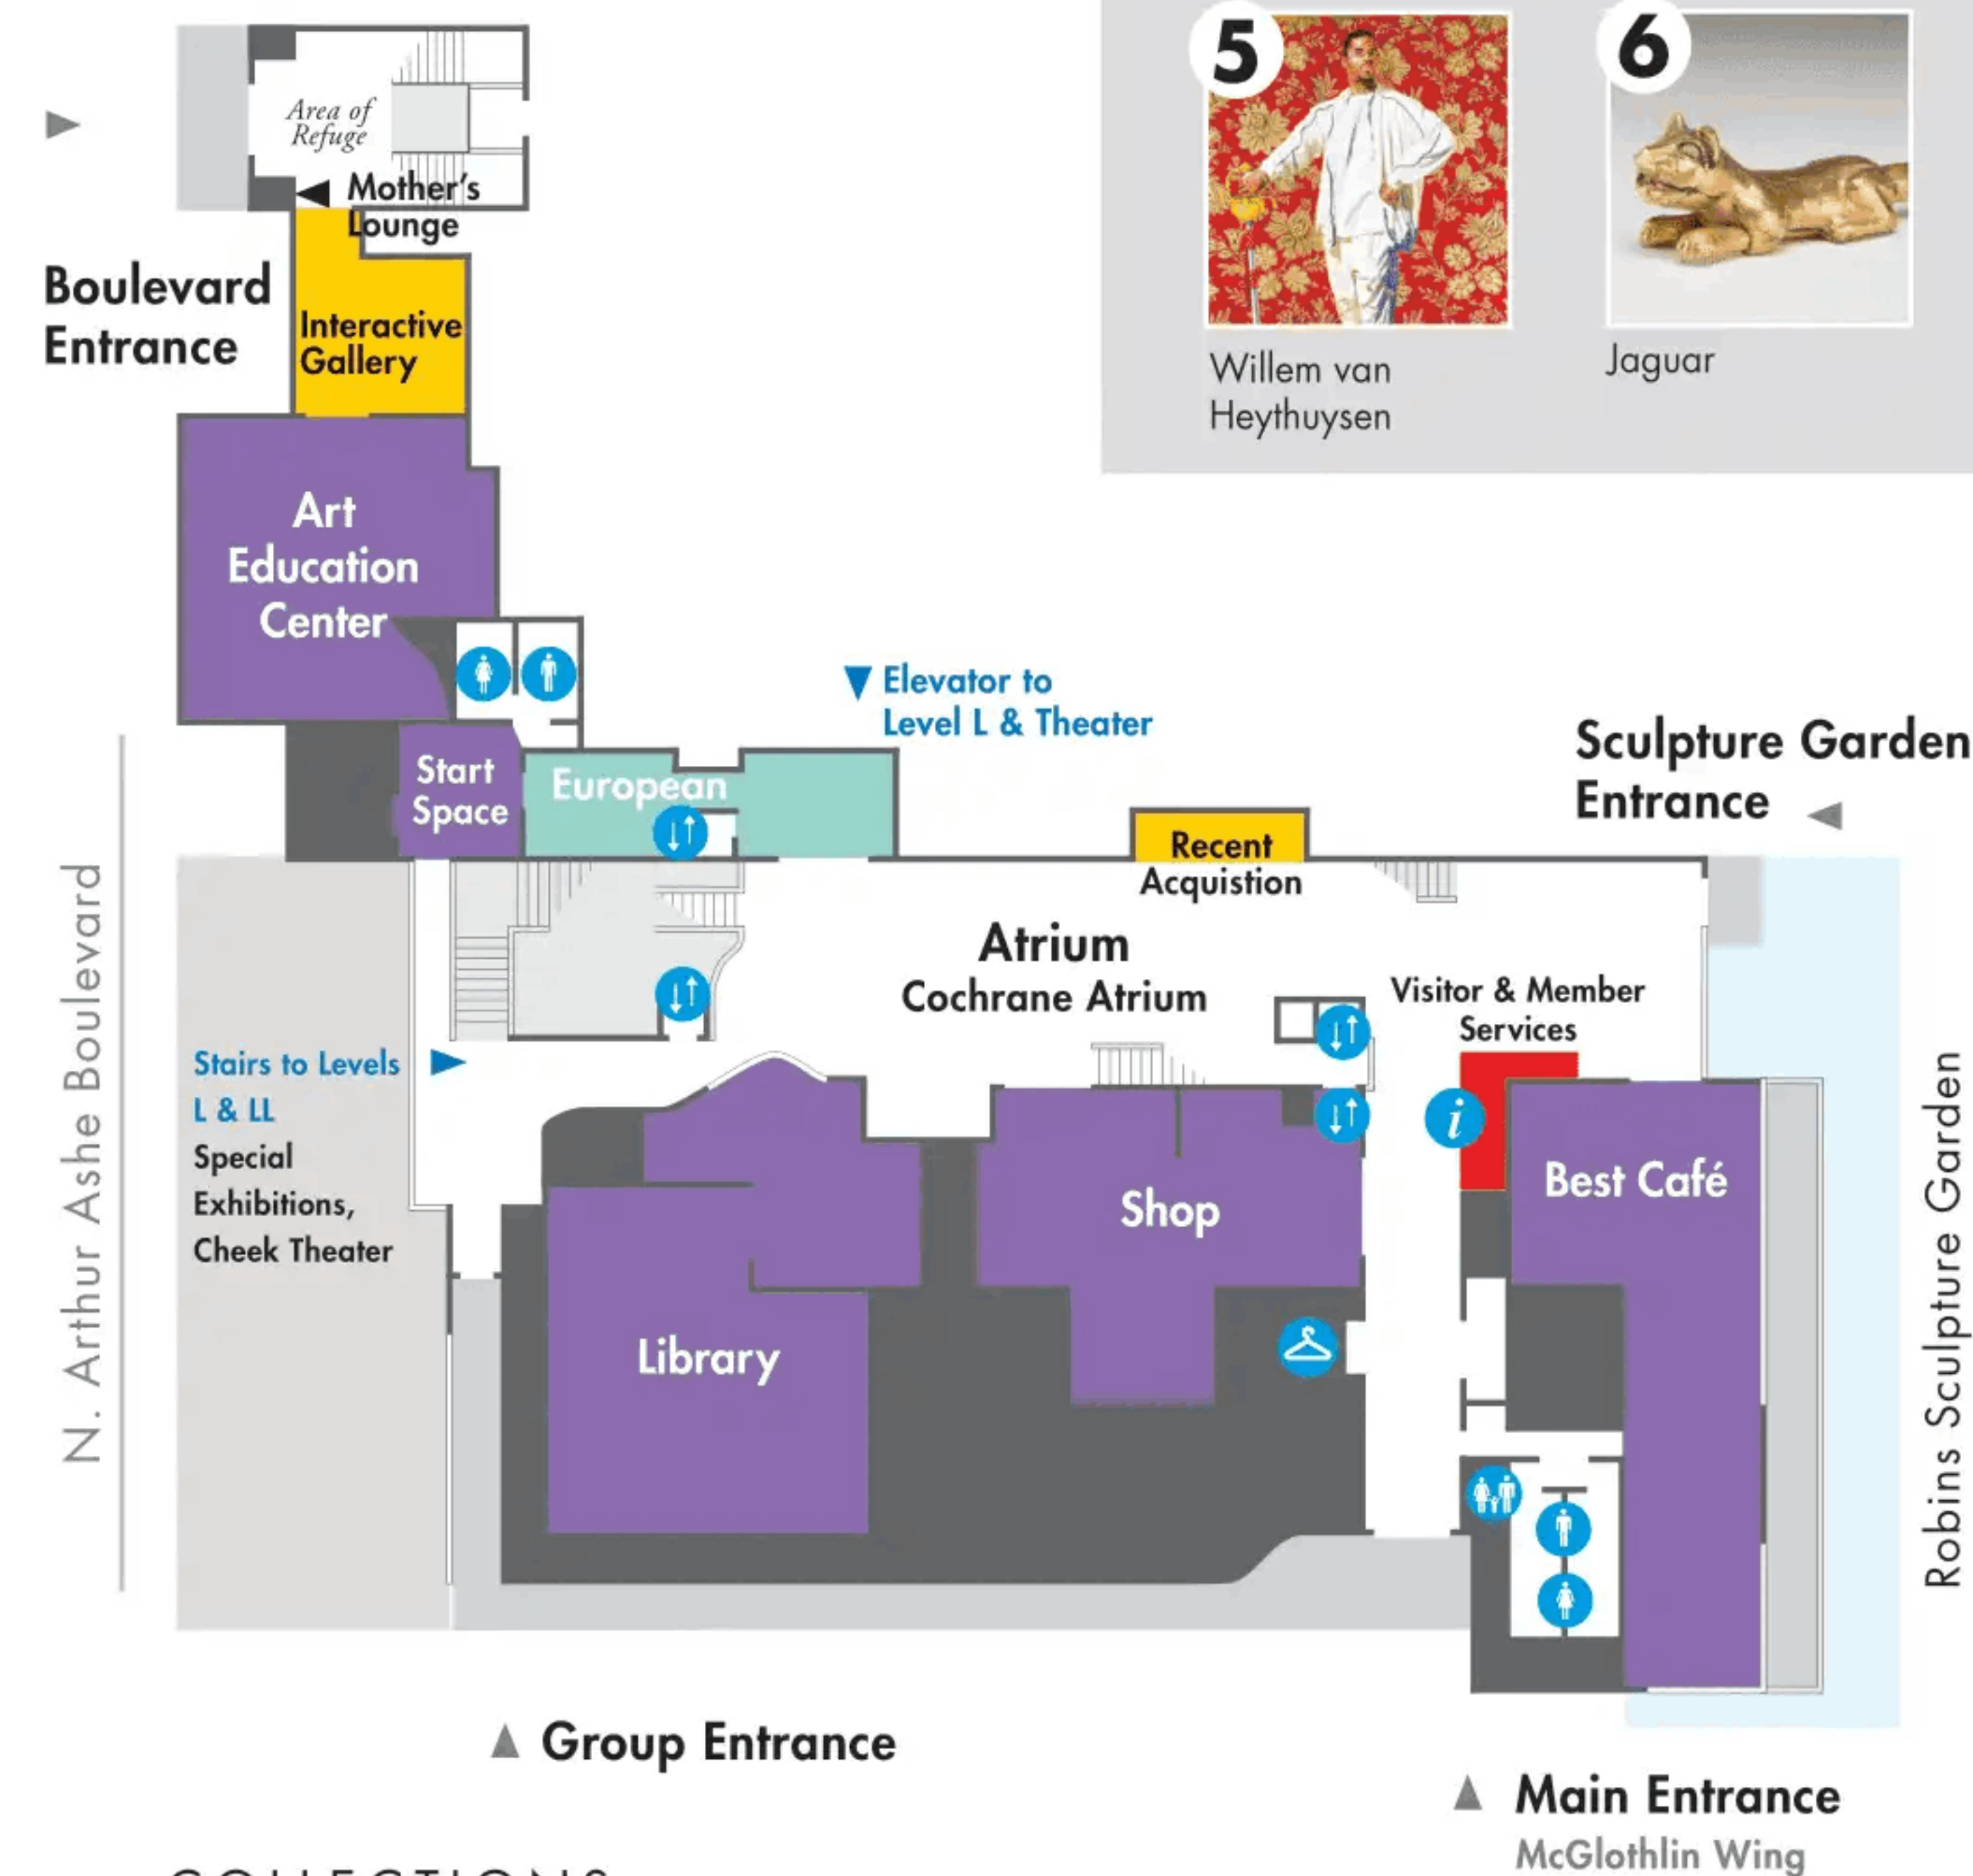 5
6
Willem van
Heythuysen
Jaguar
Area of
Refuge
Mother's
Lounge
Boulevard
Entrance
Interactive
Gallery
Art
Education
Center
Elevator to
Level L & Theater
Sculpture Garden
Entrance
Start
Space
European
Recent
Acquistion
Atrium
Cochrane Atrium
Visitor & Member
Services
N. Arthur Ashe Boulevard
Stairs to Levels
L & LL
Special
Exhibitions,
Cheek Theater
i
Best Café
Shop
Library
Robins Sculpture Garden
Group Entrance
Main Entrance
McGlothlin Wing
COLLECTIONS